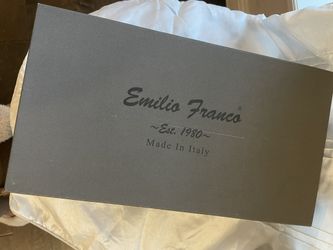 Emilio Franco®
~Est. 1980~
Made In Italy